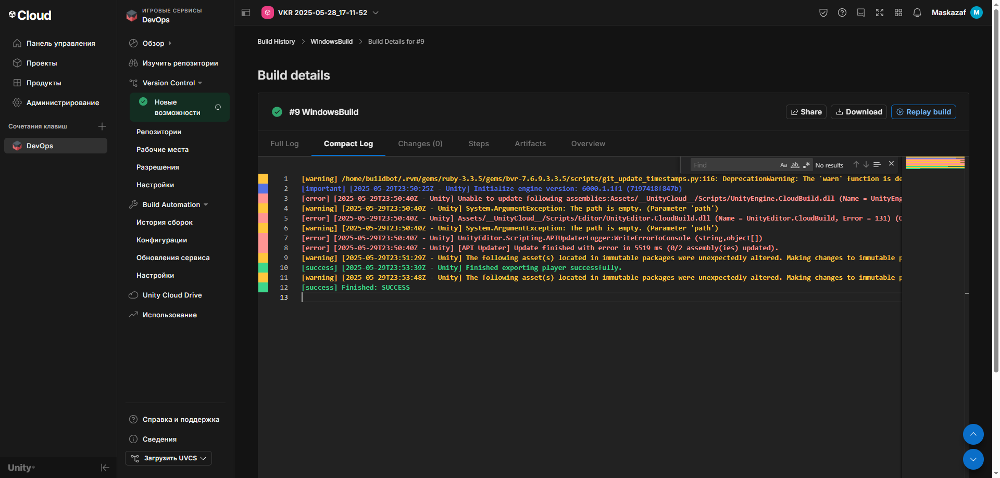 Cloud
Панель управления
Проекты
Продукты
Администрирование
Сочетания клавиш
DevOps
Unity
ИГРОВЫЕ СЕРВИСЫ
DevOps
Обзор
Изучить репозитории
Version Control
Новые
возможности
Репозитории
Рабочие места
Разрешения
Настройки
Build Automation
История сборок
Конфигурации
Обновления сервиса
Настройки
Unity Cloud Drive
Использование
Справка и поддержка
Сведения
Загрузить UVCS
VKR 2025-05-28_17-11-52
Maskazaf
M
Build History > WindowsBuild > Build Details for #9
Build details
#9 WindowsBuild
Share
Download
Replay build
Full Log
Compact Log
Changes (0)
Steps
Artifacts
Overview
Find
Aa
ab
No results
1 [warning] /home/buildbot/.rvm/gems/ruby-3.3.5/gems/bvr-7.6.9.3.3.5/scripts/git_update_timestamps.py:116: DeprecationWarning: The 'warn' function is de
2 [important] [2025-05-29T23:50:25Z - Unity] Initialize engine version: 6000.1.1f1 (7197418f847b)
3 [error] [2025-05-29T23:50:40Z - Unity] Unable to update following assemblies:Assets/__UnityCloud__/Scripts/UnityEngine.CloudBuild.dll (Name = UnityEng
4 [warning] [2025-05-29T23:50:40Z - Unity] System.ArgumentException: The path is empty. (Parameter 'path')
5 [error] [2025-05-29T23:50:40Z - Unity] Assets/__UnityCloud__/Scripts/Editor/UnityEditor.CloudBuild.dll (Name = UnityEditor.CloudBuild, Error = 131) (O
6 [warning] [2025-05-29T23:50:40Z - Unity] System.ArgumentException: The path is empty. (Parameter 'path')
7 [error] [2025-05-29T23:50:40Z - Unity] UnityEditor.Scripting.APIUpdaterLogger:WriteErrorToConsole (string,object[])
8 [error] [2025-05-29T23:50:40Z - Unity] [API Updater] Update finished with error in 5519 ms (0/2 assembly(ies) updated).
9 [warning] [2025-05-29T23:51:29Z - Unity] The following asset(s) located in immutable packages were unexpectedly altered. Making changes to immutable p
10 [success] [2025-05-29T23:53:39Z - Unity] Finished exporting player successfully.
11 [warning] [2025-05-29T23:53:48Z - Unity] The following asset(s) located in immutable packages were unexpectedly altered. Making changes to immutable p
12 [success] Finished: SUCCESS
13